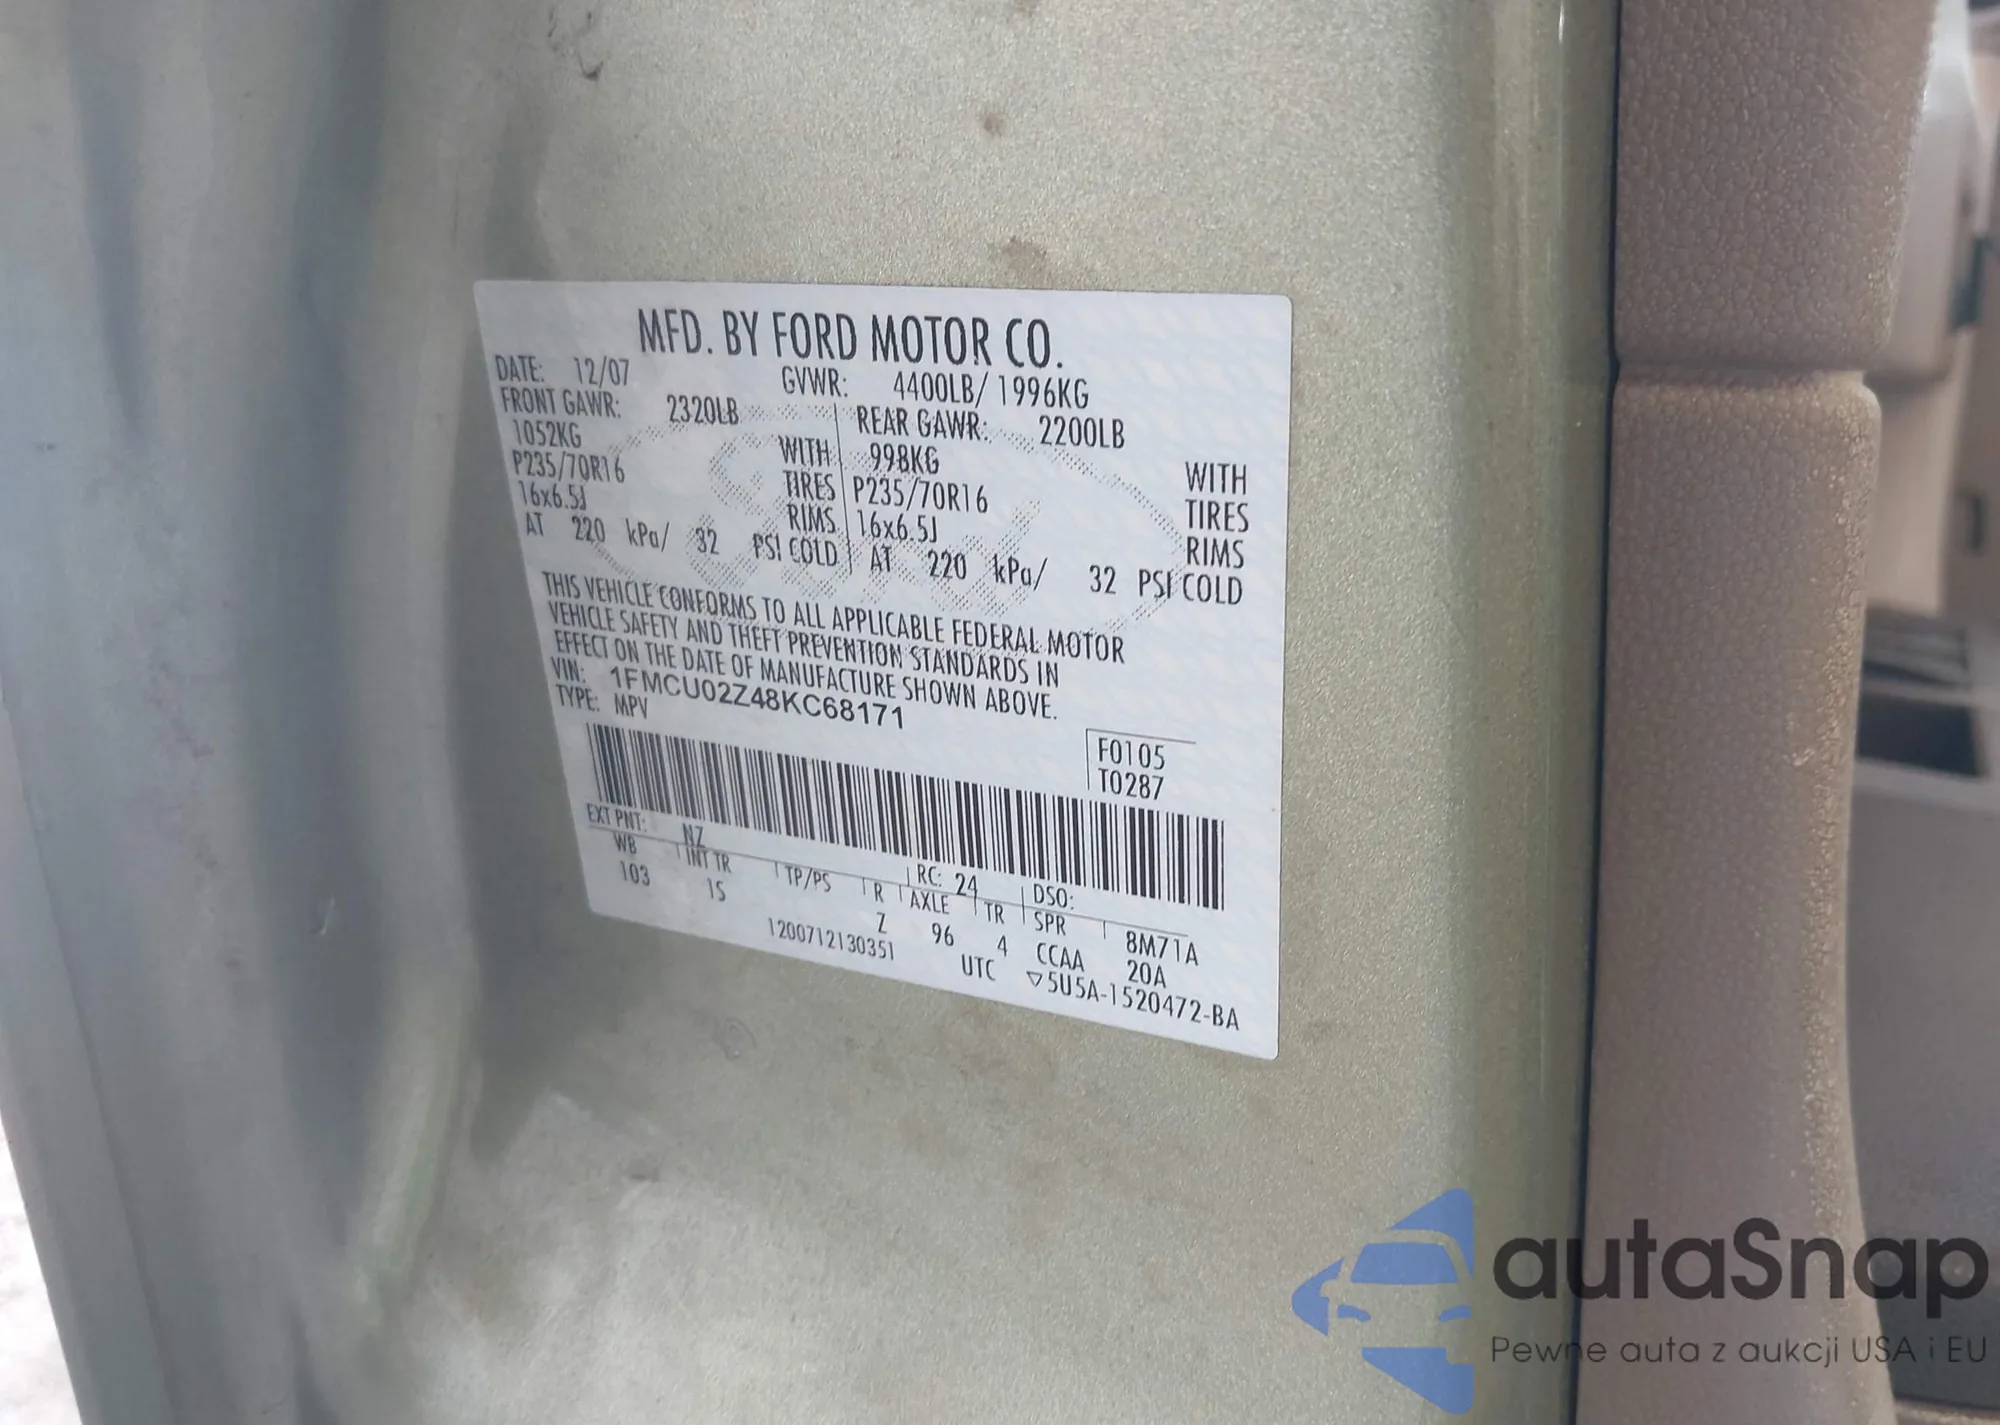 MFD. BY FORD MOTOR CO.
DATE: 12/07 GVWR: 4400LB/ 1996KG
FRONT GAWR: 2320LB REAR GAWR: 2200LB
1052KG WITH 998KG WITH
P235/70R16 TIRES P235/70R16 TIRES
16x6.5J RIMS 16x6.5J RIMS
AT 220 kPa/ 32 PSI COLD AT 220 kPa/ 32 PSI COLD
THIS VEHICLE CONFORMS TO ALL APPLICABLE FEDERAL MOTOR
VEHICLE SAFETY AND THEFT PREVENTION STANDARDS IN
EFFECT ON THE DATE OF MANUFACTURE SHOWN ABOVE.
VIN: 1FMCU02Z48KC68171
TYPE: MPV
F0105
T0287
EXT PNT: NZ RC: 24 DSO:
WB INT TR TP/PS R AXLE TR SPR 8M71A
103 IS Z 96 4 CCAA 20A
1200712130351 UTC ▽5U5A-1520472-BA
autaSnap
Pewne auta z aukcji USA i EU